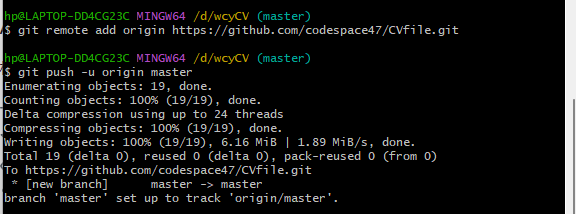 hp@LAPTOP-DD4CG23C MINGW64 /d/wcyCV (master)
$ git remote add origin https://github.com/codespace47/CVfile.git
hp@LAPTOP-DD4CG23C MINGW64 /d/wcyCV (master)
$ git push -u origin master
Enumerating objects: 19, done.
Counting objects: 100% (19/19), done.
Delta compression using up to 24 threads
Compressing objects: 100% (19/19), done.
Writing objects: 100% (19/19), 6.16 MiB | 1.89 MiB/s, done.
Total 19 (delta 0), reused 0 (delta 0), pack-reused 0 (from 0)
To https://github.com/codespace47/CVfile.git
 * [new branch]      master -> master
branch 'master' set up to track 'origin/master'.